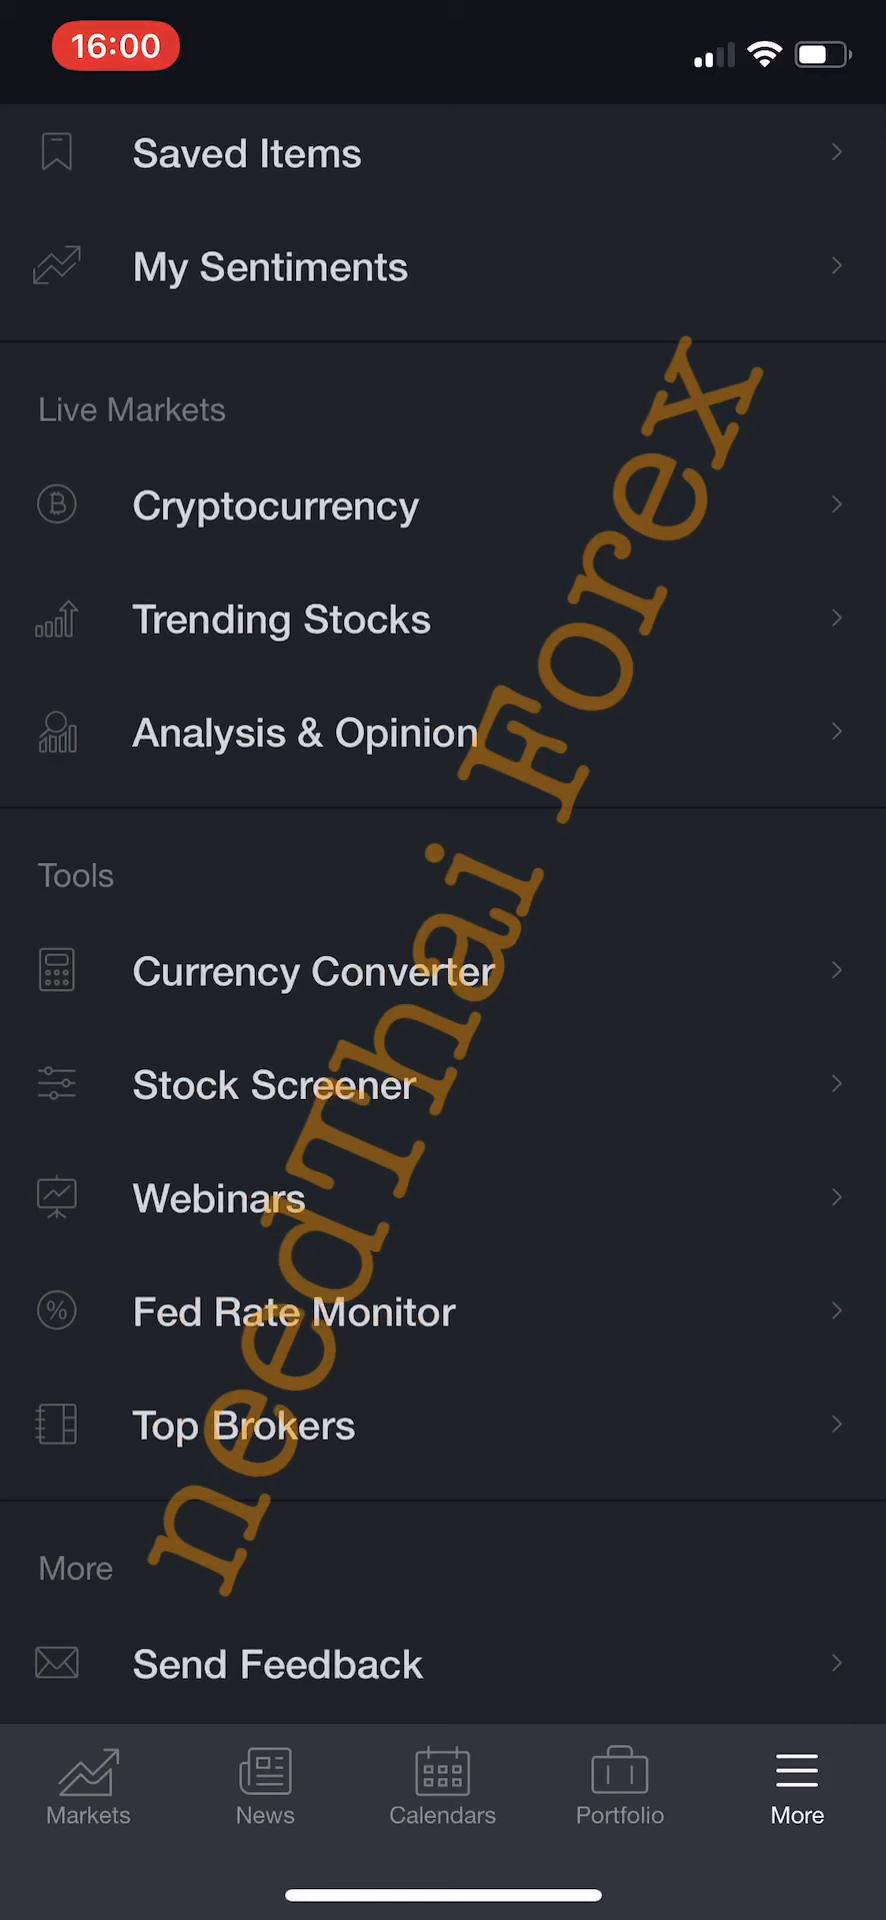 16:00
Saved Items
My Sentiments
Live Markets
Cryptocurrency
Trending Stocks
Analysis & Opinion
Tools
Currency Converter
Stock Screener
Webinars
Fed Rate Monitor
Top Brokers
More
Send Feedback
Markets
News
Calendars
Portfolio
More
needThai Forex